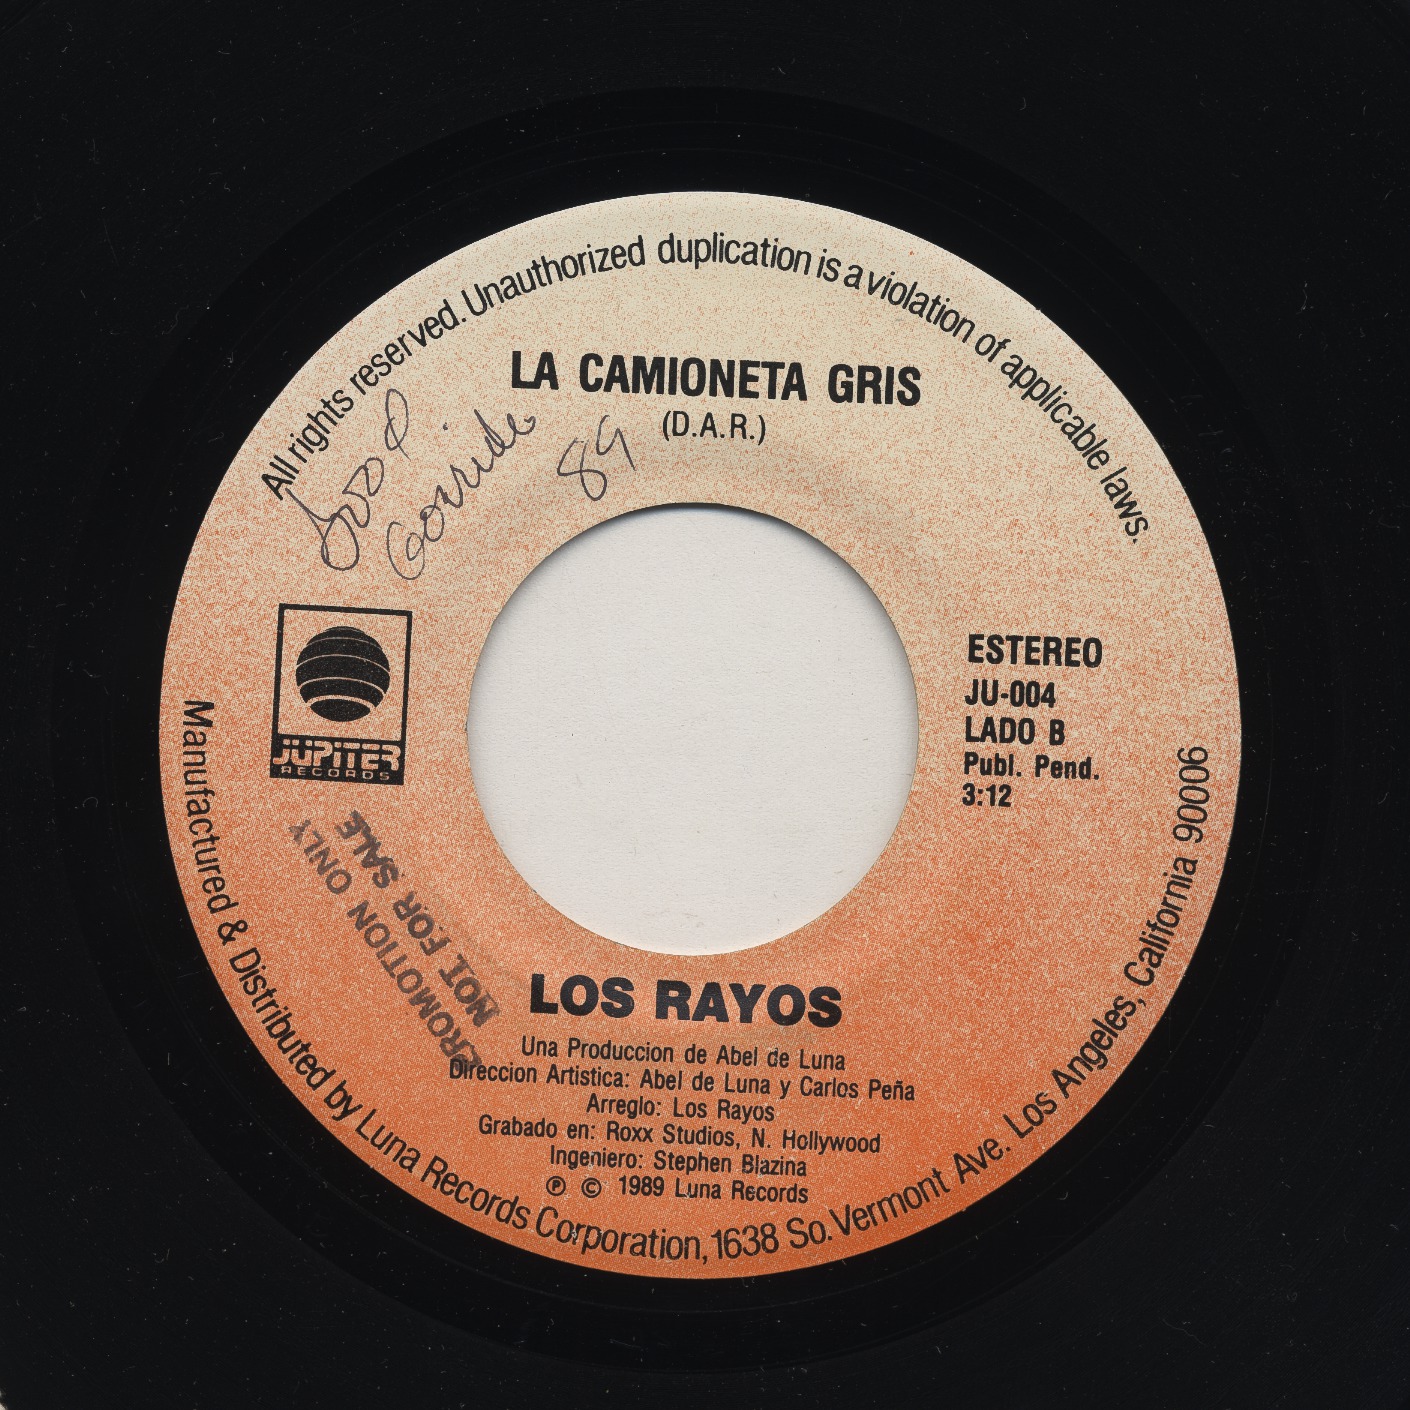 All rights reserved. Unauthorized duplication is a violation of applicable laws.
LA CAMIONETA GRIS
(D.A.R.)
Good
Corrido
89
JUPITER
RECORDS
ESTEREO
JU-004
LADO B
Publ. Pend.
3:12
PROMOTION ONLY
NOT FOR SALE
LOS RAYOS
Una Produccion de Abel de Luna
Direccion Artistica: Abel de Luna y Carlos Peña
Arreglo: Los Rayos
Grabado en: Roxx Studios, N. Hollywood
Ingeniero: Stephen Blazina
℗ © 1989 Luna Records
Manufactured & Distributed by Luna Records Corporation, 1638 So. Vermont Ave. Los Angeles, California 90006